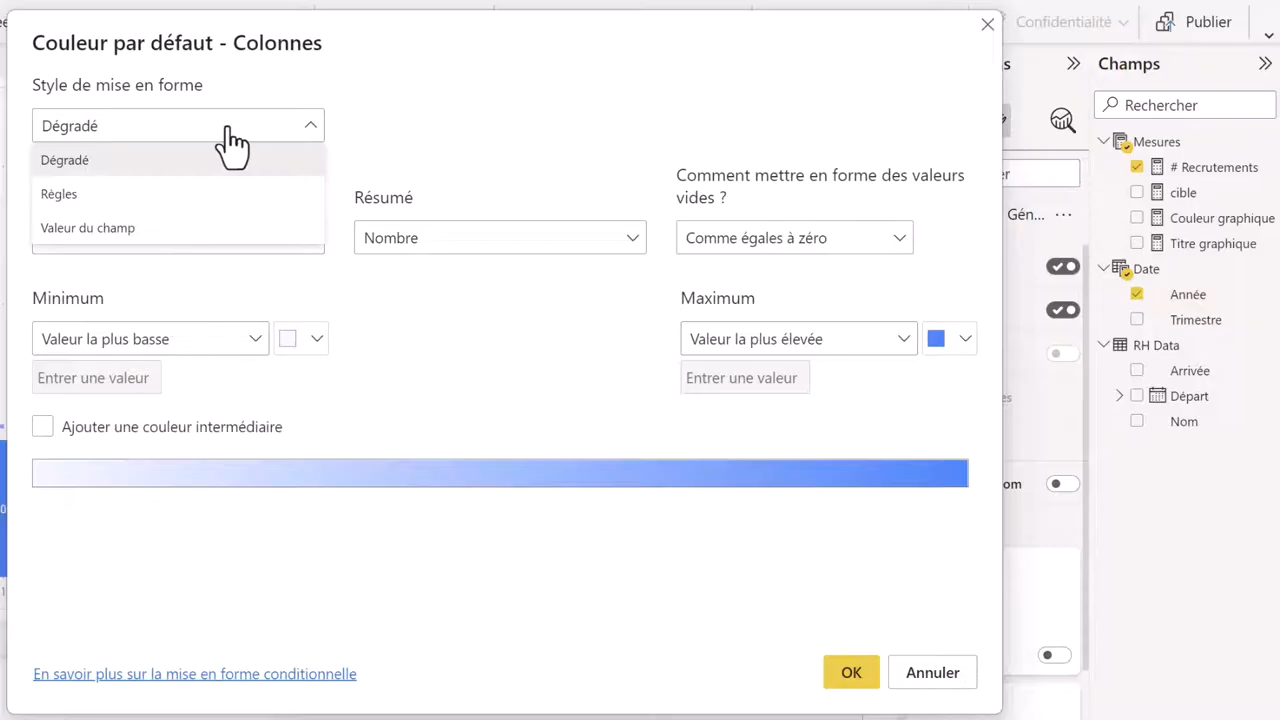 Confidentialité
Publier
Couleur par défaut - Colonnes
Style de mise en forme
Dégradé
Dégradé
Règles
Valeur du champ
Résumé
Nombre
Comment mettre en forme des valeurs
vides ?
Comme égales à zéro
Minimum
Valeur la plus basse
Entrer une valeur
Maximum
Valeur la plus élevée
Entrer une valeur
Ajouter une couleur intermédiaire
En savoir plus sur la mise en forme conditionnelle
OK
Annuler
Gén... ...
Champs
Rechercher
Mesures
# Recrutements
cible
Couleur graphique
Titre graphique
Date
Année
Trimestre
RH Data
Arrivée
Départ
Nom